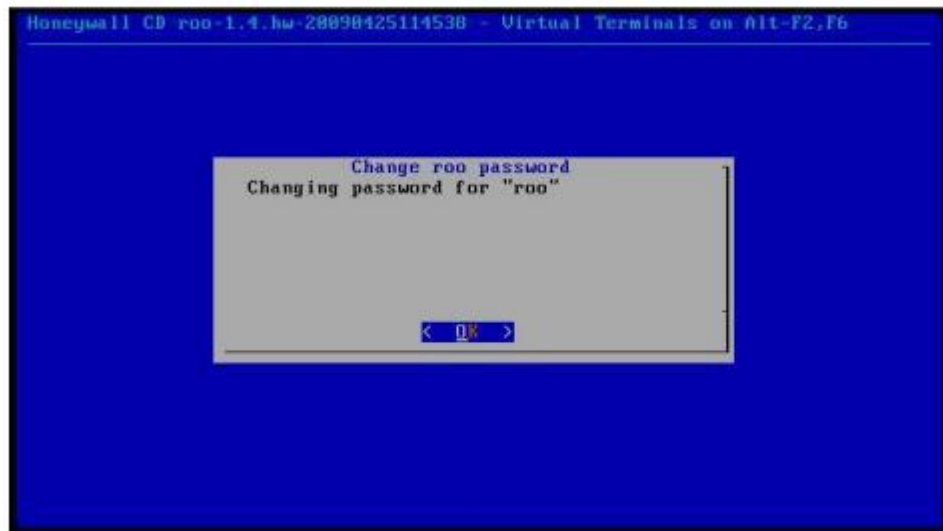 Honeywall CD roo-1.4.hw-20090425114538 - Virtual Terminals on Alt-F2,F6
Change roo password
Changing password for "roo"
< OK >